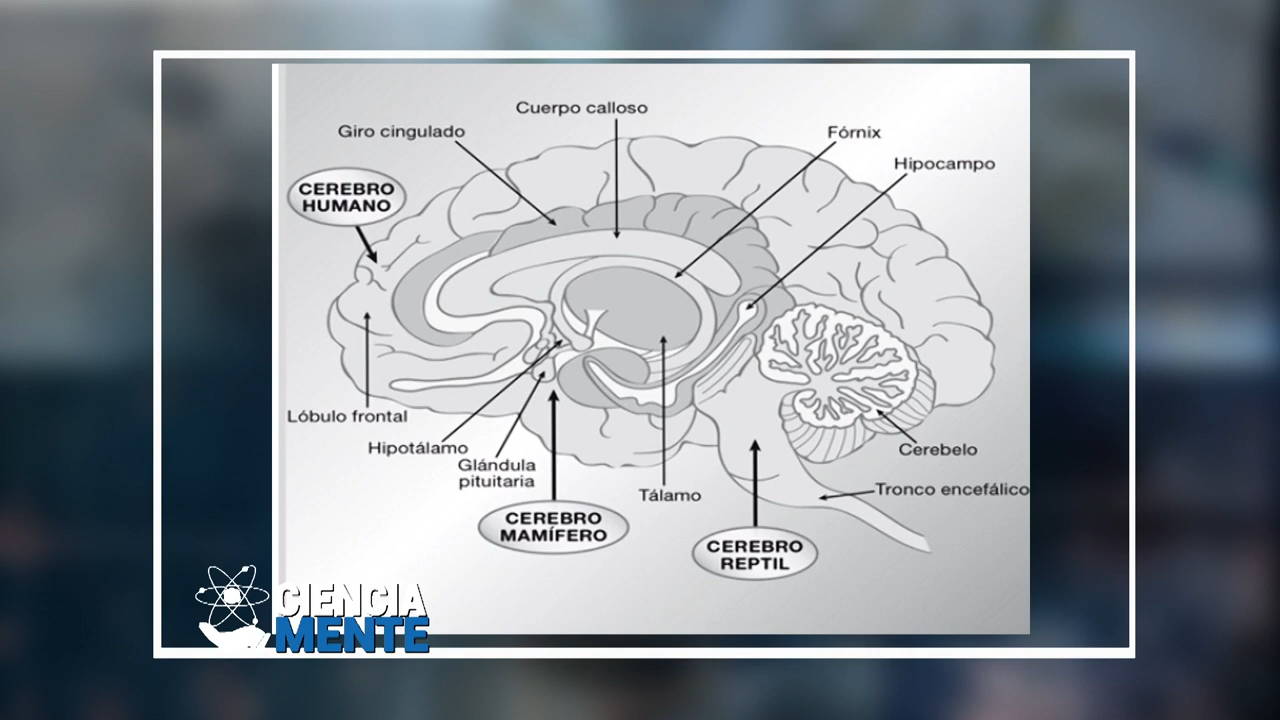 Cuerpo calloso
Giro cingulado
Fórnix
Hipocampo
CEREBRO
HUMANO
Lóbulo frontal
Hipotálamo
Glándula
pituitaria
Cerebelo
Tálamo
Tronco encefálico
CEREBRO
MAMÍFERO
CEREBRO
REPTIL
CIENCIA
MENTE